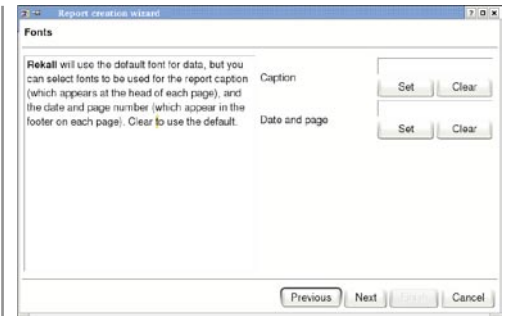 Report creation wizard
Fonts
Rekall will use the default font for data, but you
can select fonts to be used for the report caption
(which appears at the head of each page), and
the date and page number (which appear in the
footer on each page). Clear to use the default.
Caption
Set Clear
Date and page
Set Clear
Previous Next Finish Cancel